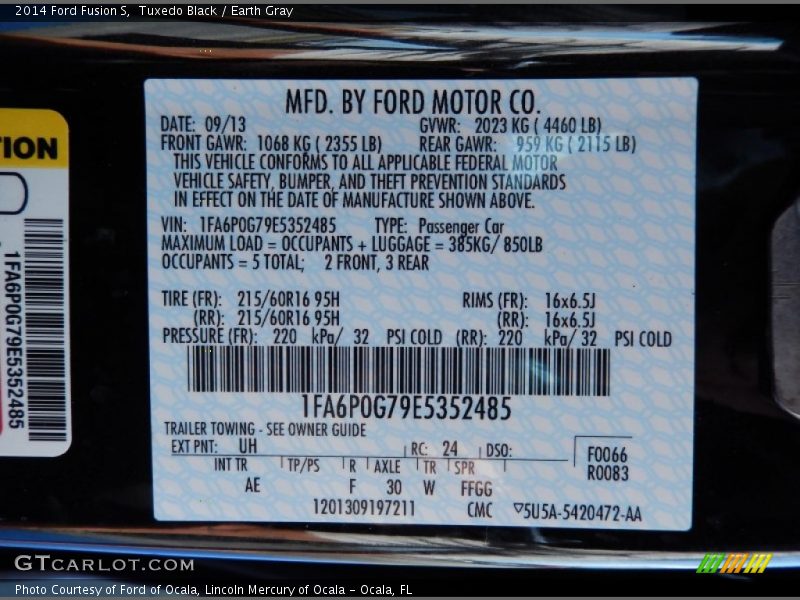 2014 Ford Fusion S,  Tuxedo Black / Earth Gray
MFD. BY FORD MOTOR CO.
DATE: 09/13 GVWR: 2023 KG ( 4460 LB)
FRONT GAWR: 1068 KG ( 2355 LB) REAR GAWR: 959 KG ( 2115 LB)
THIS VEHICLE CONFORMS TO ALL APPLICABLE FEDERAL MOTOR
VEHICLE SAFETY, BUMPER, AND THEFT PREVENTION STANDARDS
IN EFFECT ON THE DATE OF MANUFACTURE SHOWN ABOVE.
VIN: 1FA6P0G79E5352485 TYPE: Passenger Car
MAXIMUM LOAD = OCCUPANTS + LUGGAGE = 385KG/ 850LB
OCCUPANTS = 5 TOTAL; 2 FRONT, 3 REAR
TIRE (FR): 215/60R16 95H RIMS (FR): 16x6.5J
(RR): 215/60R16 95H (RR): 16x6.5J
PRESSURE (FR): 220 kPa/ 32 PSI COLD (RR): 220 kPa/ 32 PSI COLD
1FA6P0G79E5352485
TRAILER TOWING - SEE OWNER GUIDE
EXT PNT: UH RC: 24 DSO: F0066
R0083
INT TR TP/PS R AXLE TR SPR
AE F 30 W FFGG
1201309197211 CMC ▽5U5A-5420472-AA
TION
1FA6P0G79E5352485
GTCARLOT.COM
Photo Courtesy of Ford of Ocala, Lincoln Mercury of Ocala – Ocala, FL